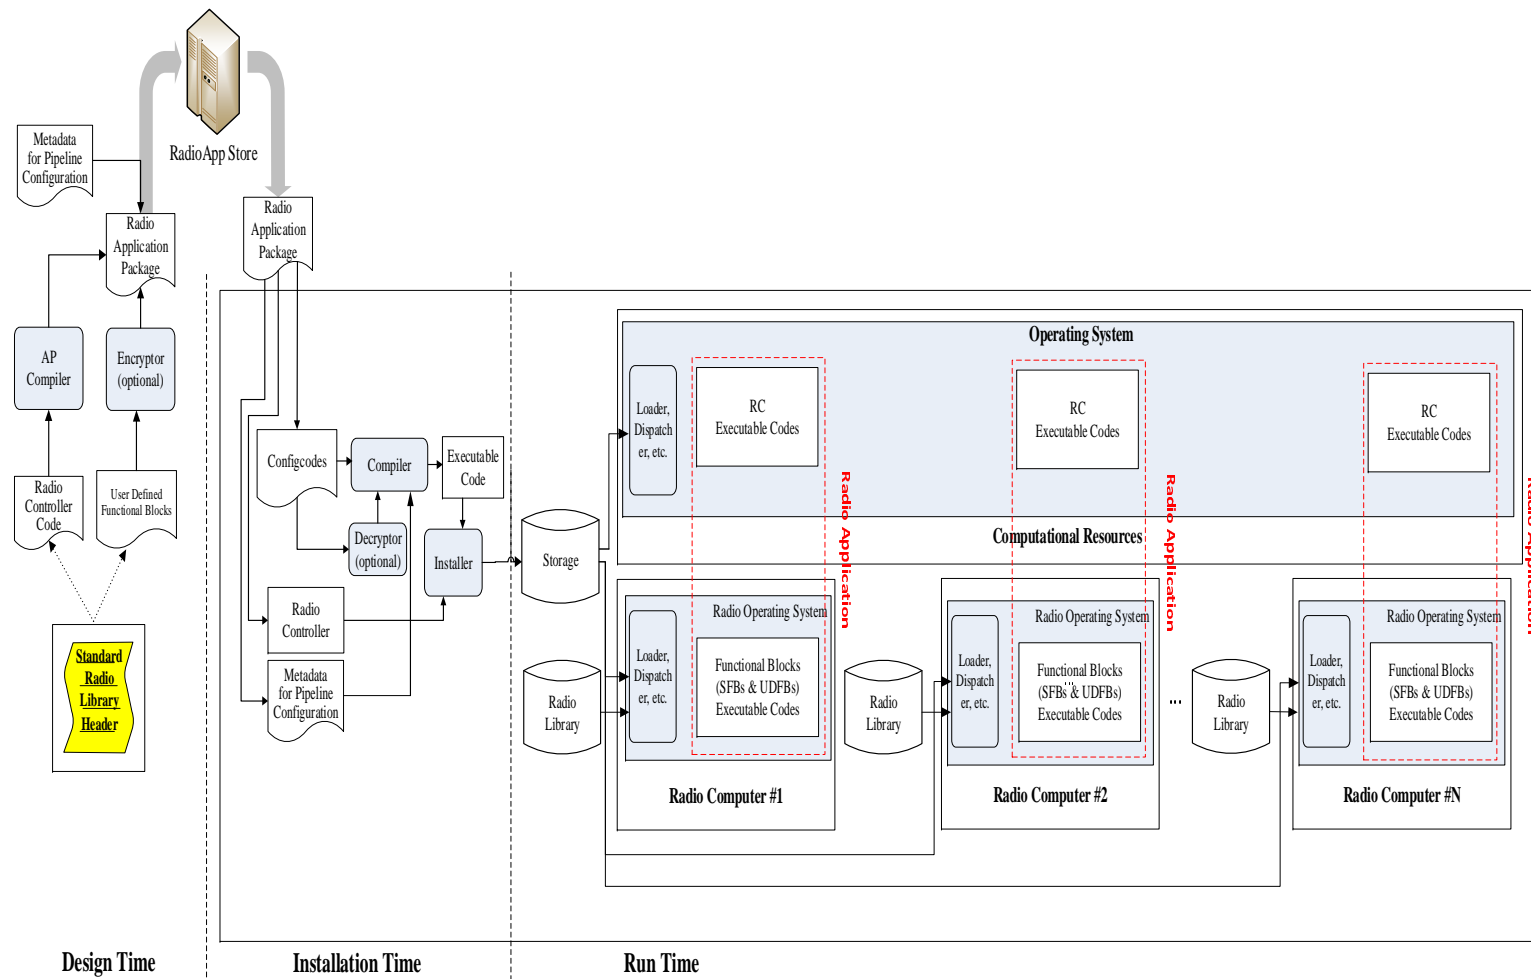 RadioApp Store
Metadata
for Pipeline
Configuration
Radio
Application
Package
AP
Compiler
Encryptor
(optional)
Radio
Controller
Code
User Defined
Functional Blocks
Standard
Radio
Library
Header
Design Time
Radio
Application
Package
Configcodes
Compiler
Executable
Code
Decryptor
(optional)
Installer
Radio
Controller
Metadata
for Pipeline
Configuration
Installation Time
Storage
Operating System
Loader,
Dispatch
er, etc.
RC
Executable Codes
RC
Executable Codes
RC
Executable Codes
Computational Resources
Radio Application
Radio Application
Radio Application
Radio
Library
Radio Operating System
Loader,
Dispatch
er, etc.
Functional Blocks
(SFBs & UDFBs)
Executable Codes
Radio Computer #1
Radio
Library
Radio Operating System
Loader,
Dispatch
er, etc.
Functional Blocks
(SFBs & UDFBs)
Executable Codes
Radio Computer #2
...
Radio
Library
Radio Operating System
Loader,
Dispatch
er, etc.
Functional Blocks
(SFBs & UDFBs)
Executable Codes
Radio Computer #N
Run Time